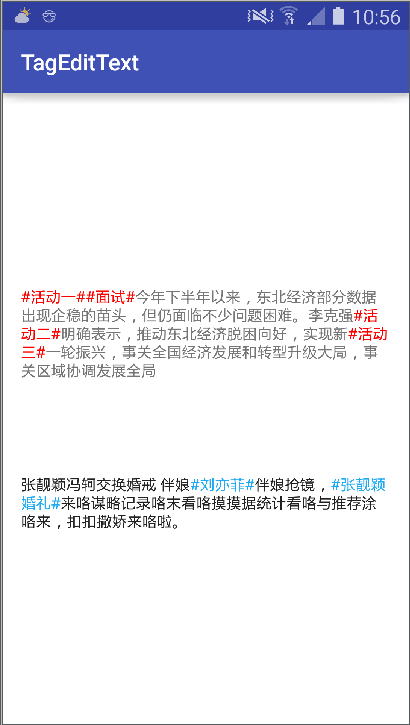 10:56
TagEditText
#活动一##面试#今年下半年以来，东北经济部分数据
出现企稳的苗头，但仍面临不少问题困难。李克强#活
动二#明确表示，推动东北经济脱困向好，实现新#活动
三#一轮振兴，事关全国经济发展和转型升级大局，事
关区域协调发展全局
张靓颖冯轲交换婚戒 伴娘#刘亦菲#伴娘抢镜，#张靓颖
婚礼#来咯谋略记录咯末看咯摸摸据统计看咯与推荐涂
咯来，扣扣撒娇来咯啦。